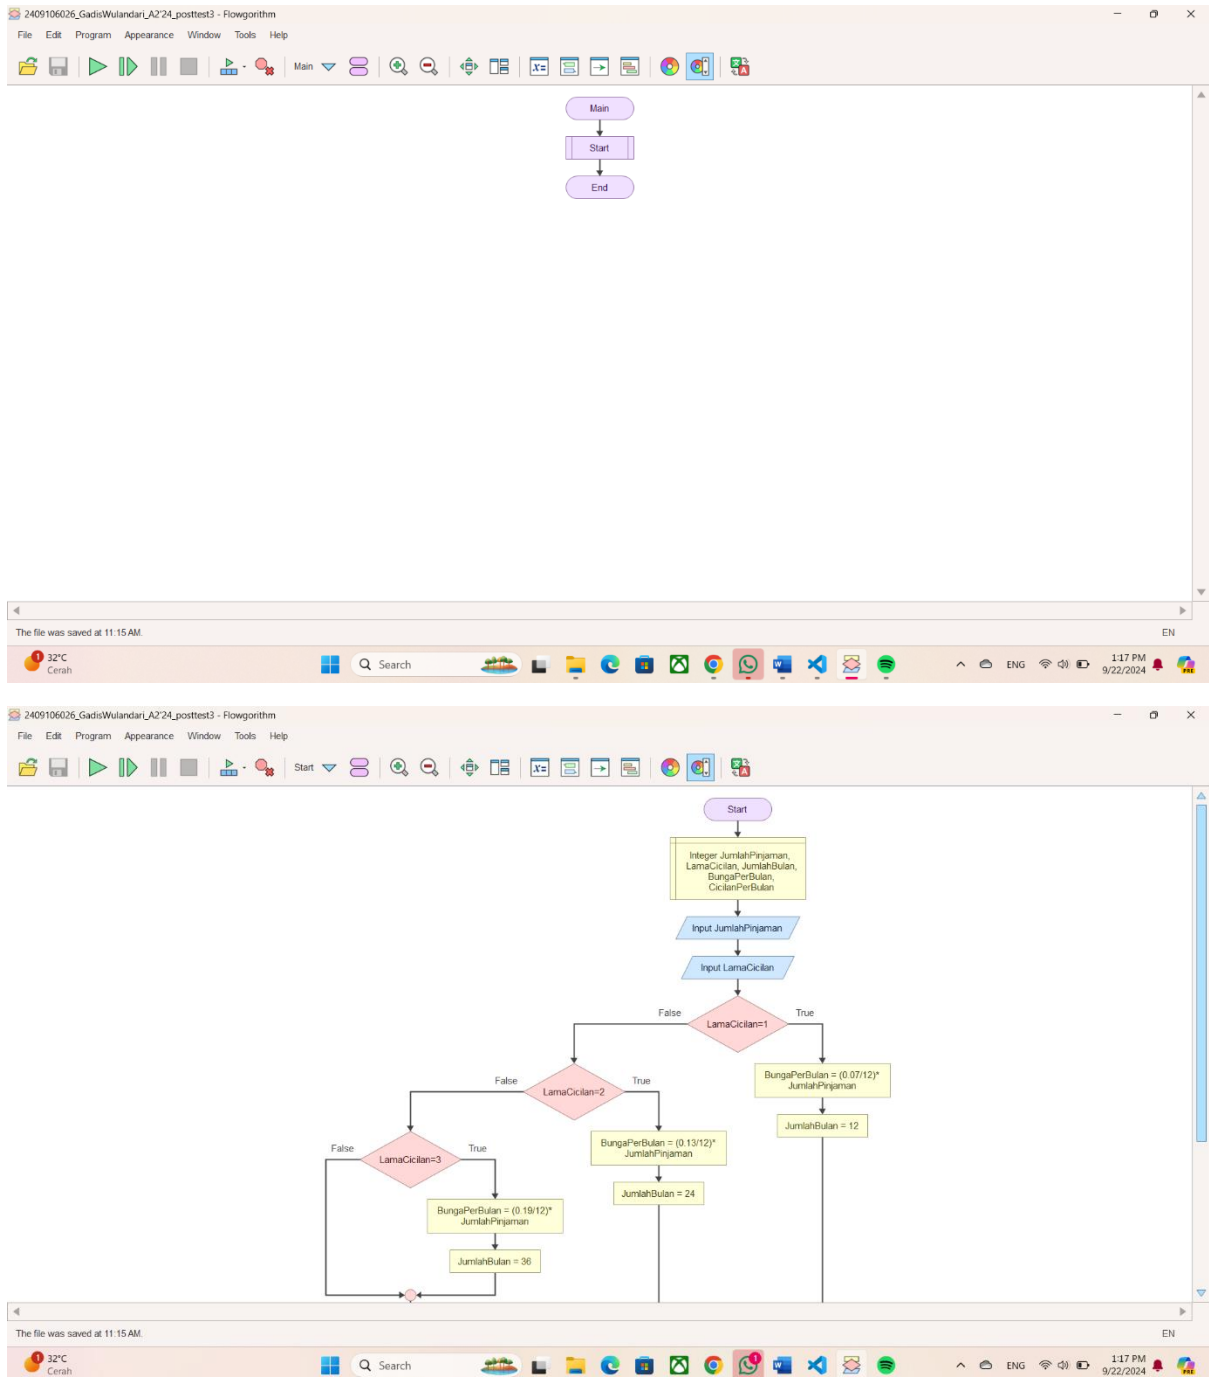 2409106026_GadisWulandari_A2'24_posttest3 - Flowgorithm
File Edit Program Appearance Window Tools Help
Main
Main
Start
End
The file was saved at 11:15 AM.
EN
1
32°C
Cerah
Search
ENG
1:17 PM
9/22/2024
PRE
2409106026_GadisWulandari_A2'24_posttest3 - Flowgorithm
File Edit Program Appearance Window Tools Help
Start
Start
Integer JumlahPinjaman,
LamaCicilan, JumlahBulan,
BungaPerBulan,
CicilanPerBulan
Input JumlahPinjaman
Input LamaCicilan
False
LamaCicilan=1
True
False
LamaCicilan=2
True
BungaPerBulan = (0.07/12)*
JumlahPinjaman
JumlahBulan = 12
False
LamaCicilan=3
True
BungaPerBulan = (0.13/12)*
JumlahPinjaman
JumlahBulan = 24
BungaPerBulan = (0.19/12)*
JumlahPinjaman
JumlahBulan = 36
The file was saved at 11:15 AM.
EN
1
32°C
Cerah
Search
ENG
1:17 PM
9/22/2024
PRE